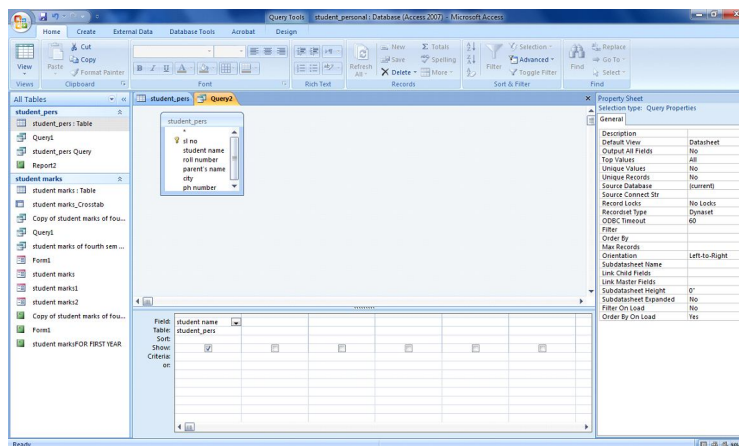 Query Tools student_personal : Database (Access 2007) - Microsoft Access
Home Create External Data Database Tools Acrobat Design
View
Paste
Cut
Copy
Format Painter
B I U A
Refresh
All
New
Save
Delete
Totals
Spelling
More
Filter
Selection
Advanced
Toggle Filter
Find
Replace
Go To
Select
Views Clipboard Font Rich Text Records Sort & Filter Find
All Tables
student_pers
student_pers : Table
Query1
student_pers Query
Report2
student marks
student marks : Table
student marks_Crosstab
Copy of student marks of fou...
Query1
student marks of fourth sem ...
Form1
student marks
student marks1
student marks2
Copy of student marks of fou...
Form1
student marksFOR FIRST YEAR
student_pers Query2
student_pers
*
sl no
student name
roll number
parent's name
city
ph number
Field: student name
Table: student_pers
Sort:
Show:
Criteria:
or:
Property Sheet
Selection type: Query Properties
General
Description
Default View Datasheet
Output All Fields No
Top Values All
Unique Values No
Unique Records No
Source Database (current)
Source Connect Str
Record Locks No Locks
Recordset Type Dynaset
ODBC Timeout 60
Filter
Order By
Max Records
Orientation Left-to-Right
Subdatasheet Name
Link Child Fields
Link Master Fields
Subdatasheet Height 0"
Subdatasheet Expanded No
Filter On Load No
Order By On Load Yes
Ready